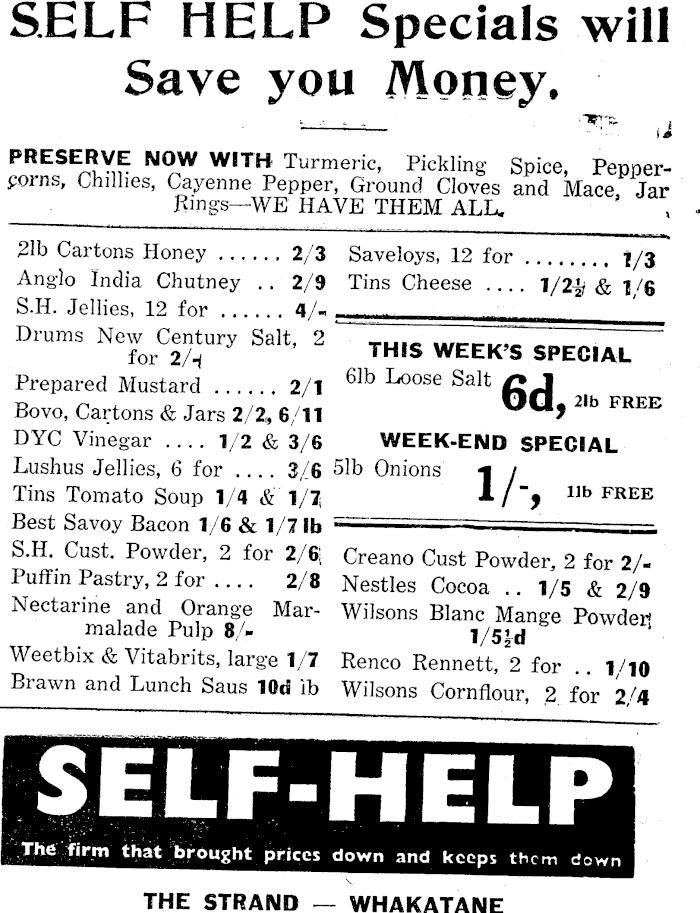 SELF HELP Specials will
Save you Money.
PRESERVE NOW WITH Turmeric, Pickling Spice, Pepper-
corns, Chillies, Cayenne Pepper, Ground Cloves and Mace, Jar
Rings—WE HAVE THEM ALL.
2lb Cartons Honey ...... 2/3
Anglo India Chutney .. 2/9
S.H. Jellies, 12 for ...... 4/-
Drums New Century Salt, 2
for 2/-
Prepared Mustard ...... 2/1
Bovo, Cartons & Jars 2/2, 6/11
DYC Vinegar .... 1/2 & 3/6
Lushus Jellies, 6 for .... 3/6
Tins Tomato Soup 1/4 & 1/7
Best Savoy Bacon 1/6 & 1/7 lb
S.H. Cust. Powder, 2 for 2/6
Puffin Pastry, 2 for .... 2/8
Nectarine and Orange Mar-
malade Pulp 8/-
Weetbix & Vitabrits, large 1/7
Brawn and Lunch Saus 10d lb
Saveloys, 12 for ........ 1/3
Tins Cheese .... 1/2½ & 1/6
THIS WEEK'S SPECIAL
6lb Loose Salt 6d, 2lb FREE
WEEK-END SPECIAL
5lb Onions 1/-, 1lb FREE
Creano Cust Powder, 2 for 2/-
Nestles Cocoa .. 1/5 & 2/9
Wilsons Blanc Mange Powder
1/5½d
Renco Rennett, 2 for .. 1/10
Wilsons Cornflour, 2 for 2/4
SELF-HELP
The firm that brought prices down and keeps them down
THE STRAND — WHAKATANE